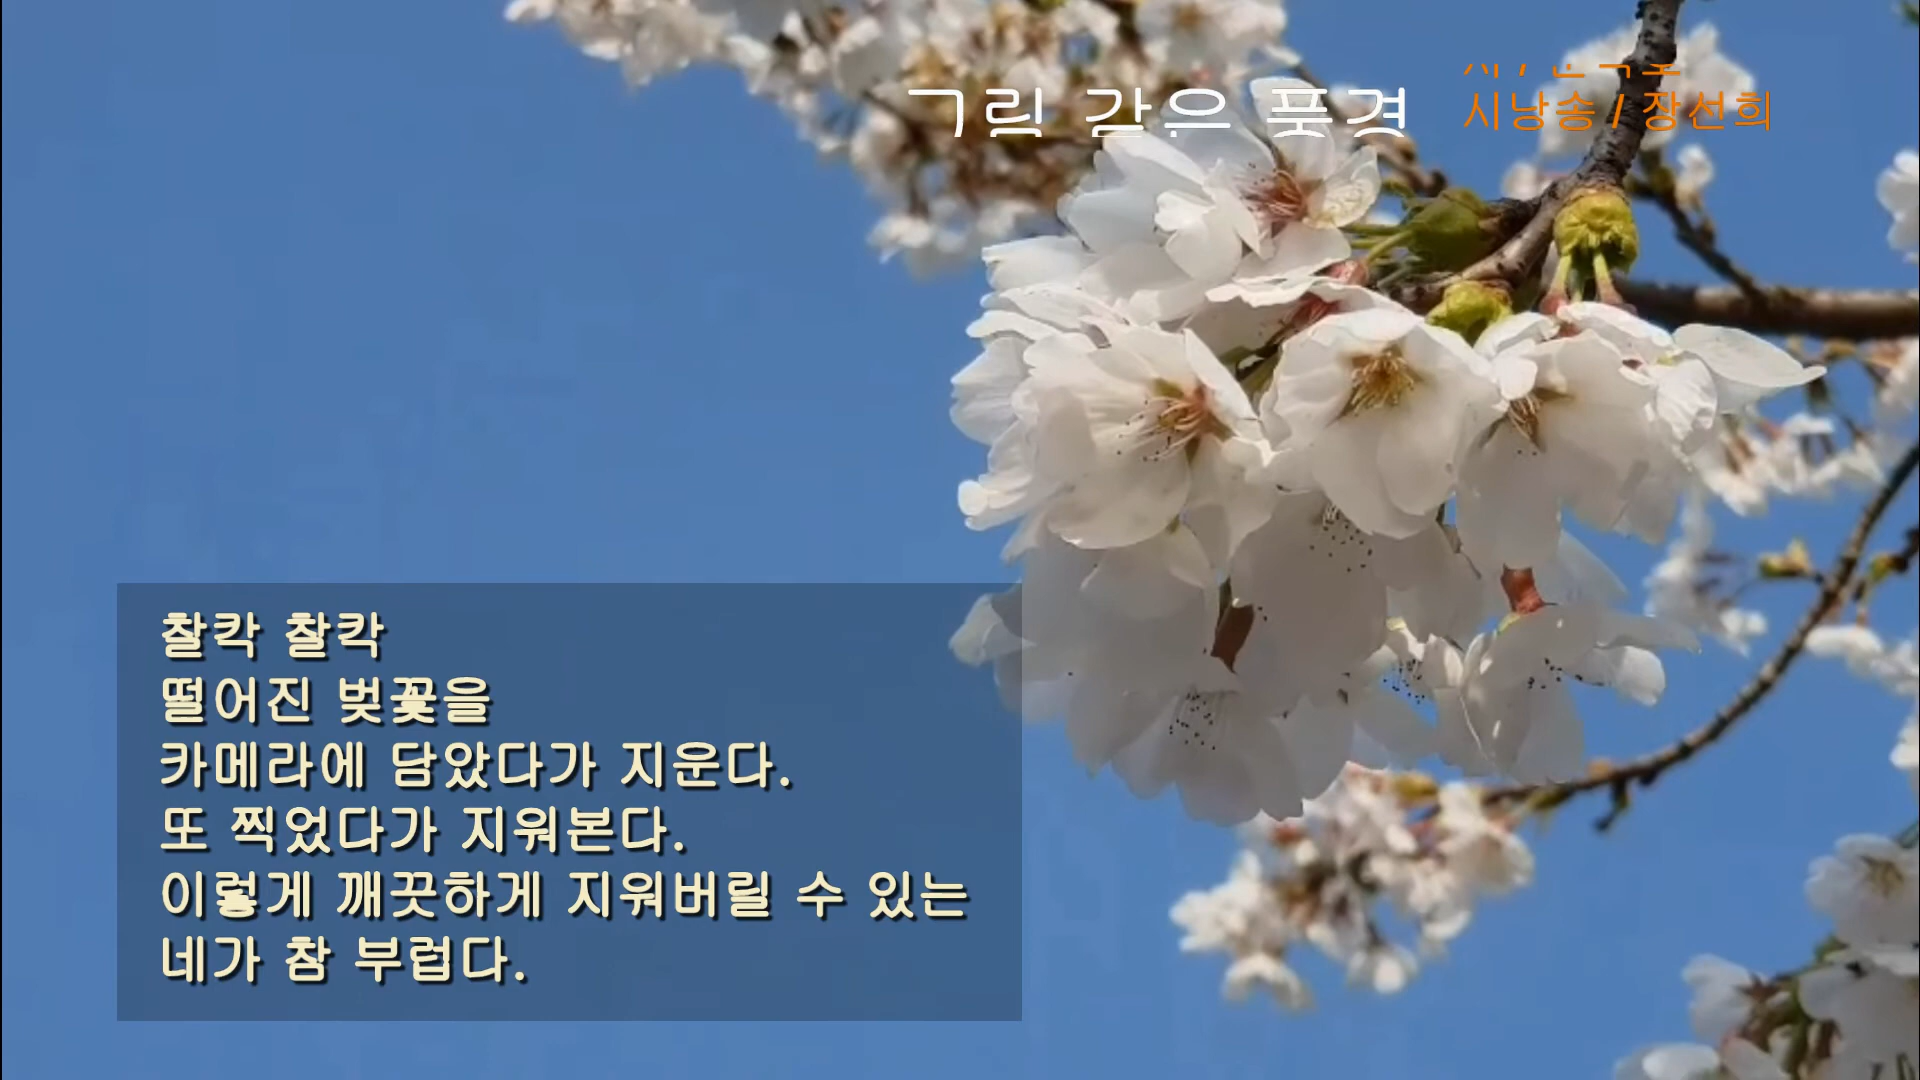 그림 같은 풍경
시낭송 / 장선희
찰칵 찰칵
떨어진 벚꽃을
카메라에 담았다가 지운다.
또 찍었다가 지워본다.
이렇게 깨끗하게 지워버릴 수 있는
네가 참 부럽다.